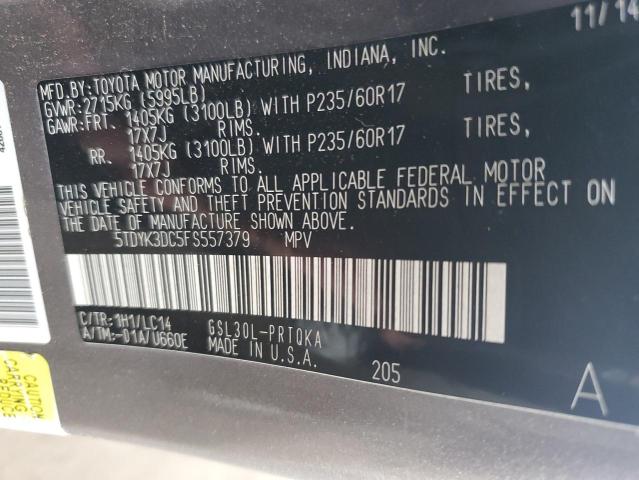 11/14
MFD.BY:TOYOTA MOTOR MANUFACTURING, INDIANA, INC.
GVWR:2715KG (5995LB)
GAWR:FRT. 1405KG (3100LB) WITH P235/60R17 TIRES,
17X7J RIMS.
RR. 1405KG (3100LB) WITH P235/60R17 TIRES,
17X7J RIMS.
THIS VEHICLE CONFORMS TO ALL APPLICABLE FEDERAL MOTOR
VEHICLE SAFETY AND THEFT PREVENTION STANDARDS IN EFFECT ON
THE DATE OF MANUFACTURE SHOWN ABOVE.
5TDYK3DC5FS557379 MPV
C/TR:1H1/LC14 GSL30L-PRTQKA
A/TM:-01A/U660E MADE IN U.S.A.
205
A
CAUTION
CARRYING
REDUCE